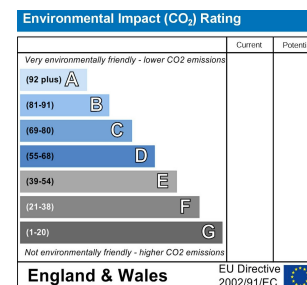 Environmental Impact (CO₂) Rating
Current Potenti
Very environmentally friendly - lower CO2 emissions
(92 plus) A
(81-91) B
(69-80) C
(55-68) D
(39-54) E
(21-38) F
(1-20) G
Not environmentally friendly - higher CO2 emissions
England & Wales
EU Directive
2002/91/EC